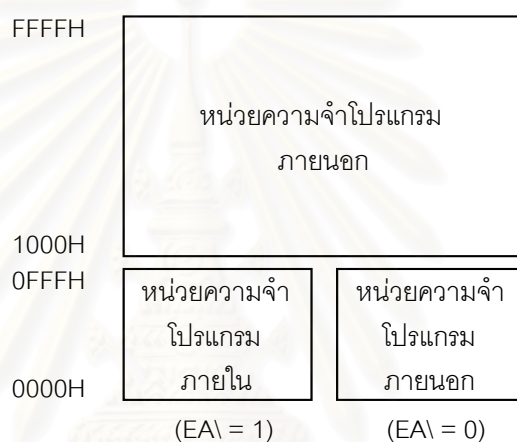 FFFFH
หน่วยความจำโปรแกรม
ภายนอก
1000H
0FFFH
หน่วยความจำ
โปรแกรม
ภายใน
หน่วยความจำ
โปรแกรม
ภายนอก
0000H
(EA\ = 1)
(EA\ = 0)